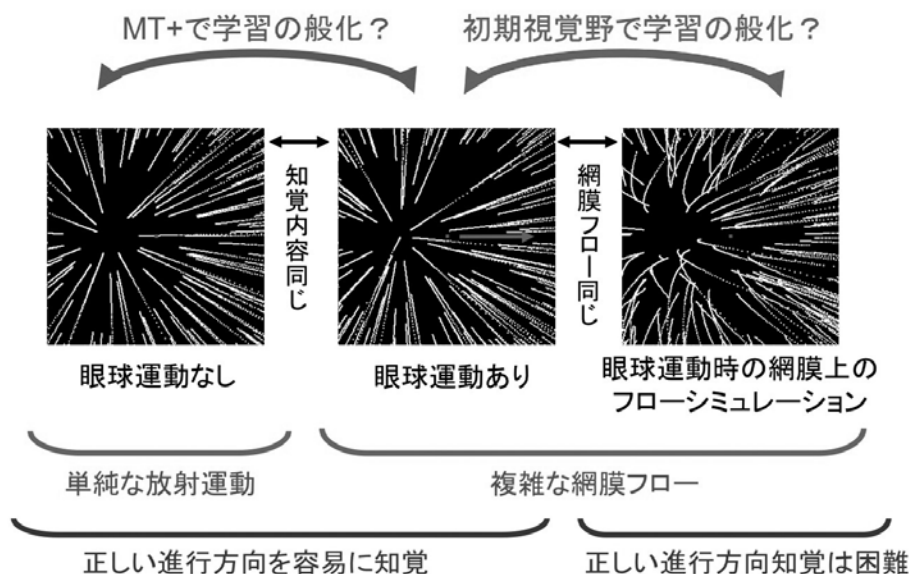 MT+で学習の般化？
初期視覚野で学習の般化？
知覚内容同じ
網膜フロー同じ
眼球運動なし
眼球運動あり
眼球運動時の網膜上の
フローシミュレーション
単純な放射運動
複雑な網膜フロー
正しい進行方向を容易に知覚
正しい進行方向知覚は困難